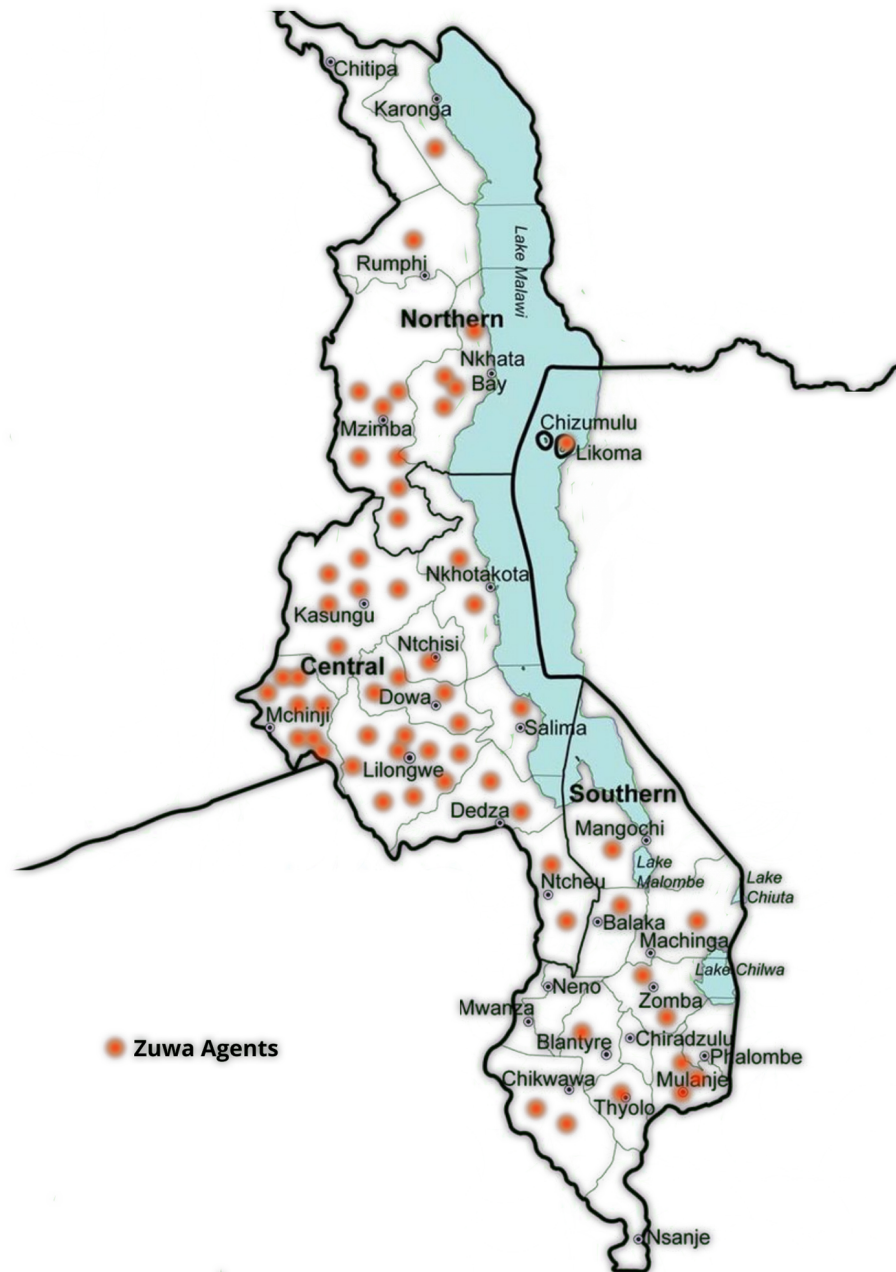 Chitipa
Karonga
Lake Malawi
Rumphi
Northern
Nkhata
Bay
Chizumulu
Mzimba
Likoma
Nkhotakota
Kasungu
Ntchisi
Central
Dowa
Mchinji
Salima
Lilongwe
Southern
Dedza
Mangochi
Lake
Malombe
Lake
Chiuta
Ntcheu
Balaka
Machinga
Lake Chilwa
Neno
Zomba
Mwanza
Blantyre
Chiradzulu
Zuwa Agents
Phalombe
Chikwawa
Mulanje
Thyolo
Nsanje